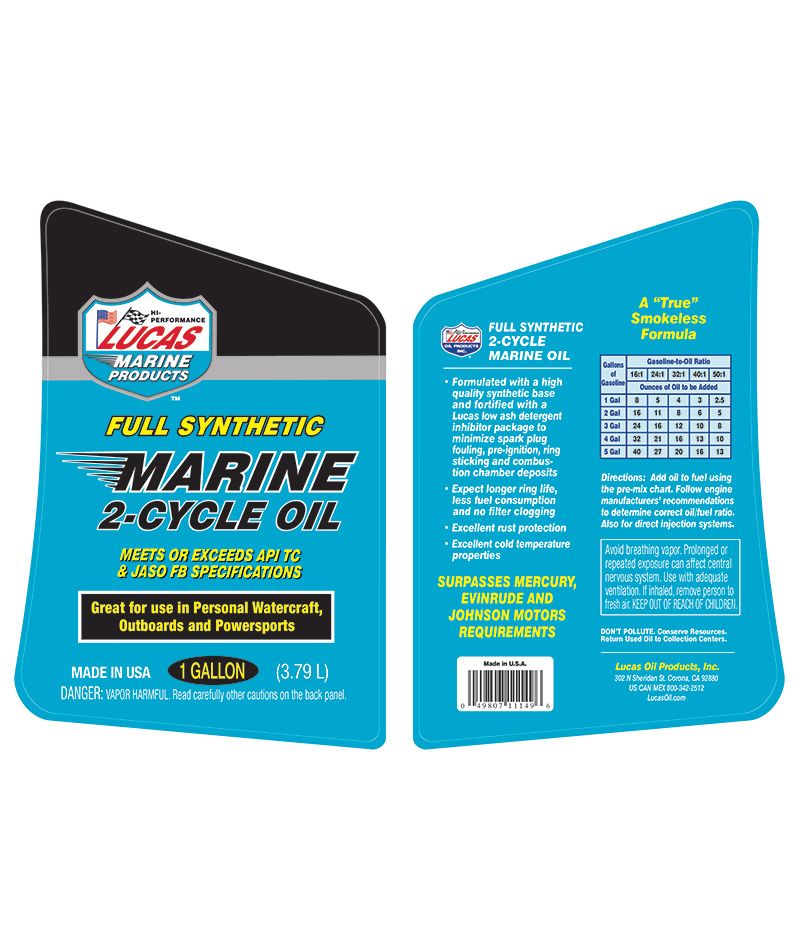 HI-
PERFORMANCE
LUCAS
MARINE
PRODUCTS
™
FULL SYNTHETIC
MARINE
2-CYCLE OIL
MEETS OR EXCEEDS API TC
& JASO FB SPECIFICATIONS
Great for use in Personal Watercraft,
Outboards and Powersports
MADE IN USA 1 GALLON (3.79 L)
DANGER: VAPOR HARMFUL. Read carefully other cautions on the back panel.
LUCAS
OIL PRODUCTS
INC.
FULL SYNTHETIC
2-CYCLE
MARINE OIL
• Formulated with a high
quality synthetic base
and fortified with a
Lucas low ash detergent
inhibitor package to
minimize spark plug
fouling, pre-ignition, ring
sticking and combus-
tion chamber deposits
• Expect longer ring life,
less fuel consumption
and no filter clogging
• Excellent rust protection
• Excellent cold temperature
properties
SURPASSES MERCURY,
EVINRUDE AND
JOHNSON MOTORS
REQUIREMENTS
Made in U.S.A.
0 49807 11149 6
A "True"
Smokeless
Formula
Gallons
of
Gasoline
Gasoline-to-Oil Ratio
16:1 24:1 32:1 40:1 50:1
Ounces of Oil to be Added
1 Gal 8 5 4 3 2.5
2 Gal 16 11 8 6 5
3 Gal 24 16 12 10 8
4 Gal 32 21 16 13 10
5 Gal 40 27 20 16 13
Directions: Add oil to fuel using
the pre-mix chart. Follow engine
manufacturers' recommendations
to determine correct oil/fuel ratio.
Also for direct injection systems.
Avoid breathing vapor. Prolonged or
repeated exposure can affect central
nervous system. Use with adequate
ventilation. If inhaled, remove person to
fresh air. KEEP OUT OF REACH OF CHILDREN.
DON'T POLLUTE. Conserve Resources.
Return Used Oil to Collection Centers.
Lucas Oil Products, Inc.
302 N Sheridan St. Corona, CA 92880
US CAN MEX 800-342-2512
LucasOil.com